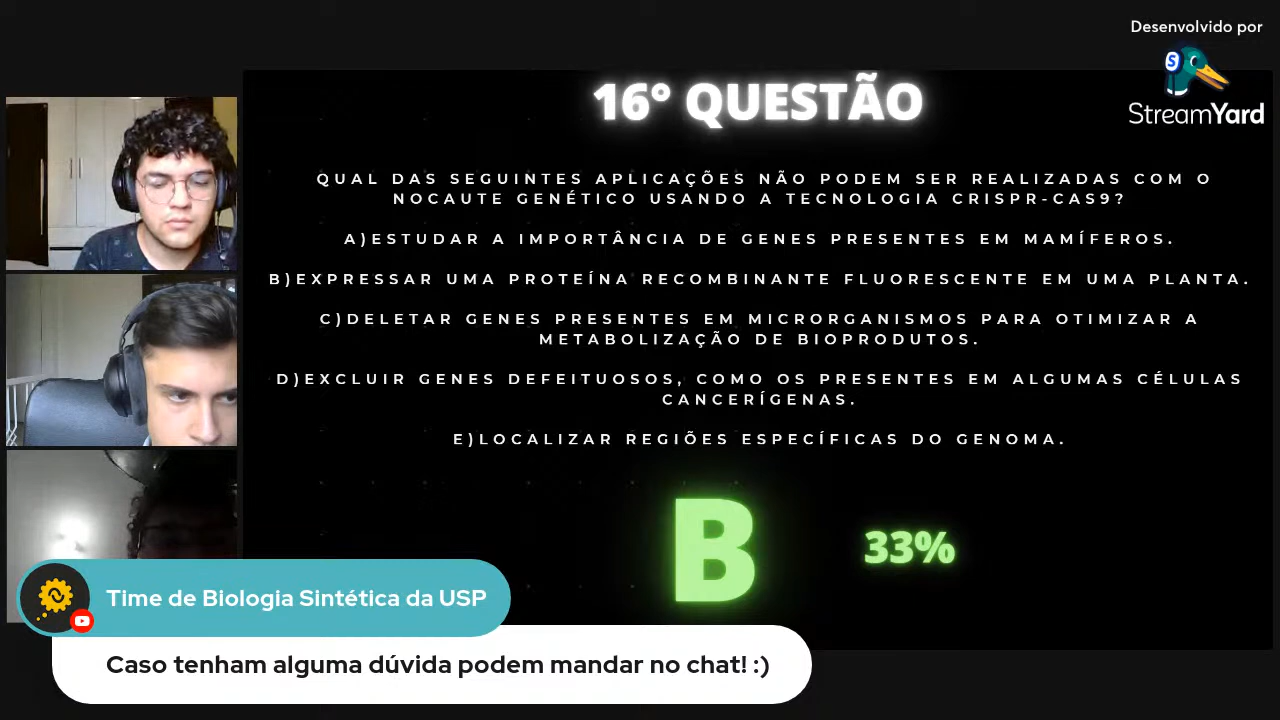 Desenvolvido por
StreamYard
16° QUESTÃO
QUAL DAS SEGUINTES APLICAÇÕES NÃO PODEM SER REALIZADAS COM O
NOCAUTE GENÉTICO USANDO A TECNOLOGIA CRISPR-CAS9?
A)ESTUDAR A IMPORTÂNCIA DE GENES PRESENTES EM MAMÍFEROS.
B)EXPRESSAR UMA PROTEÍNA RECOMBINANTE FLUORESCENTE EM UMA PLANTA.
C)DELETAR GENES PRESENTES EM MICRORGANISMOS PARA OTIMIZAR A
METABOLIZAÇÃO DE BIOPRODUTOS.
D)EXCLUIR GENES DEFEITUOSOS, COMO OS PRESENTES EM ALGUMAS CÉLULAS
CANCERÍGENAS.
E)LOCALIZAR REGIÕES ESPECÍFICAS DO GENOMA.
B
33%
Time de Biologia Sintética da USP
Caso tenham alguma dúvida podem mandar no chat! :)